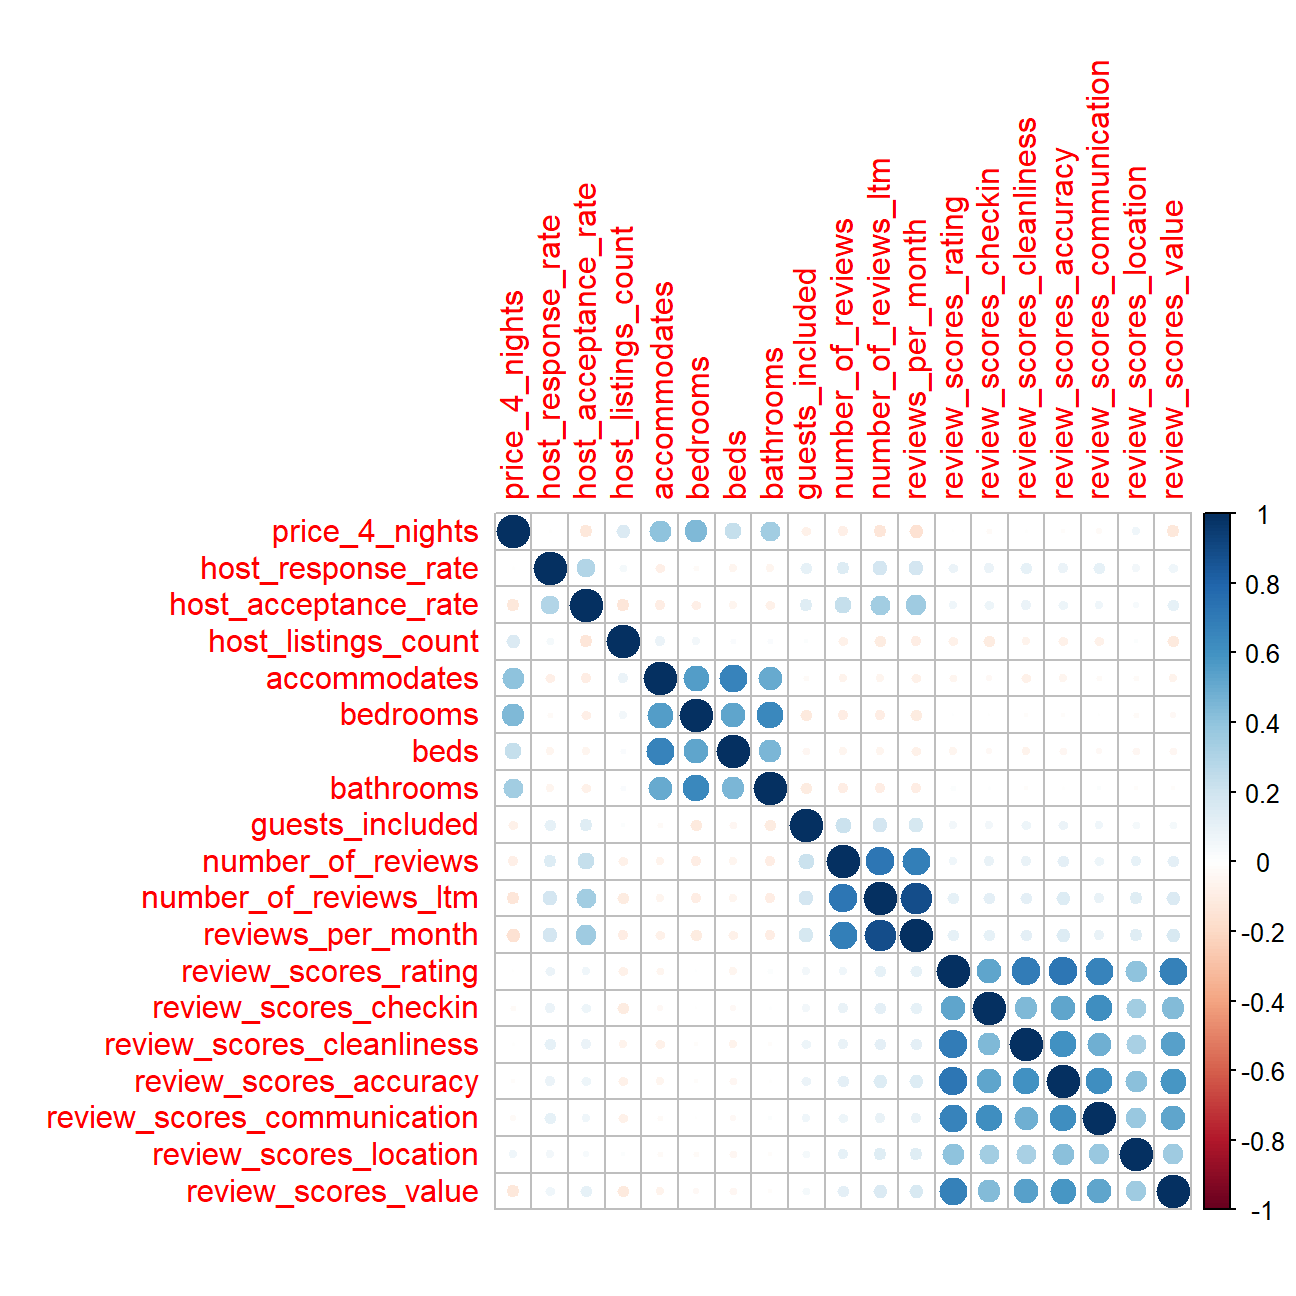 price_4_nights
host_response_rate
host_acceptance_rate
host_listings_count
accommodates
bedrooms
beds
bathrooms
guests_included
number_of_reviews
number_of_reviews_ltm
reviews_per_month
review_scores_rating
review_scores_checkin
review_scores_cleanliness
review_scores_accuracy
review_scores_communication
review_scores_location
review_scores_value
price_4_nights
host_response_rate
host_acceptance_rate
host_listings_count
accommodates
bedrooms
beds
bathrooms
guests_included
number_of_reviews
number_of_reviews_ltm
reviews_per_month
review_scores_rating
review_scores_checkin
review_scores_cleanliness
review_scores_accuracy
review_scores_communication
review_scores_location
review_scores_value
1
0.8
0.6
0.4
0.2
0
-0.2
-0.4
-0.6
-0.8
-1